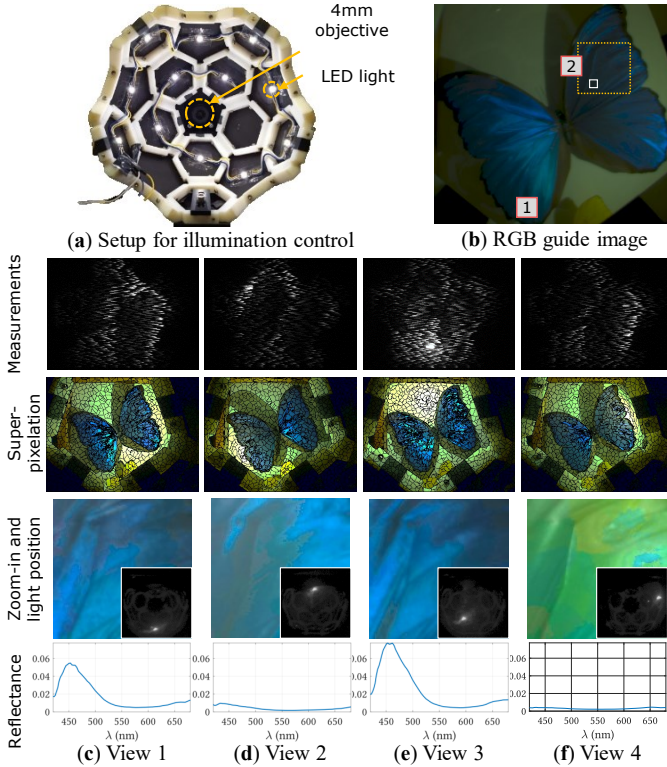 4mm
objective
LED light
2
1
(a) Setup for illumination control
(b) RGB guide image
Measurements
Super-
pixelation
Zoom-in and
light position
Reflectance
0.06
0.04
0.02
0
450 500 550 600 650
λ (nm)
0.06
0.04
0.02
0
450 500 550 600 650
λ (nm)
0.06
0.04
0.02
0
450 500 550 600 650
λ (nm)
0.06
0.04
0.02
0
450 500 550 600 650
λ (nm)
(c) View 1
(d) View 2
(e) View 3
(f) View 4